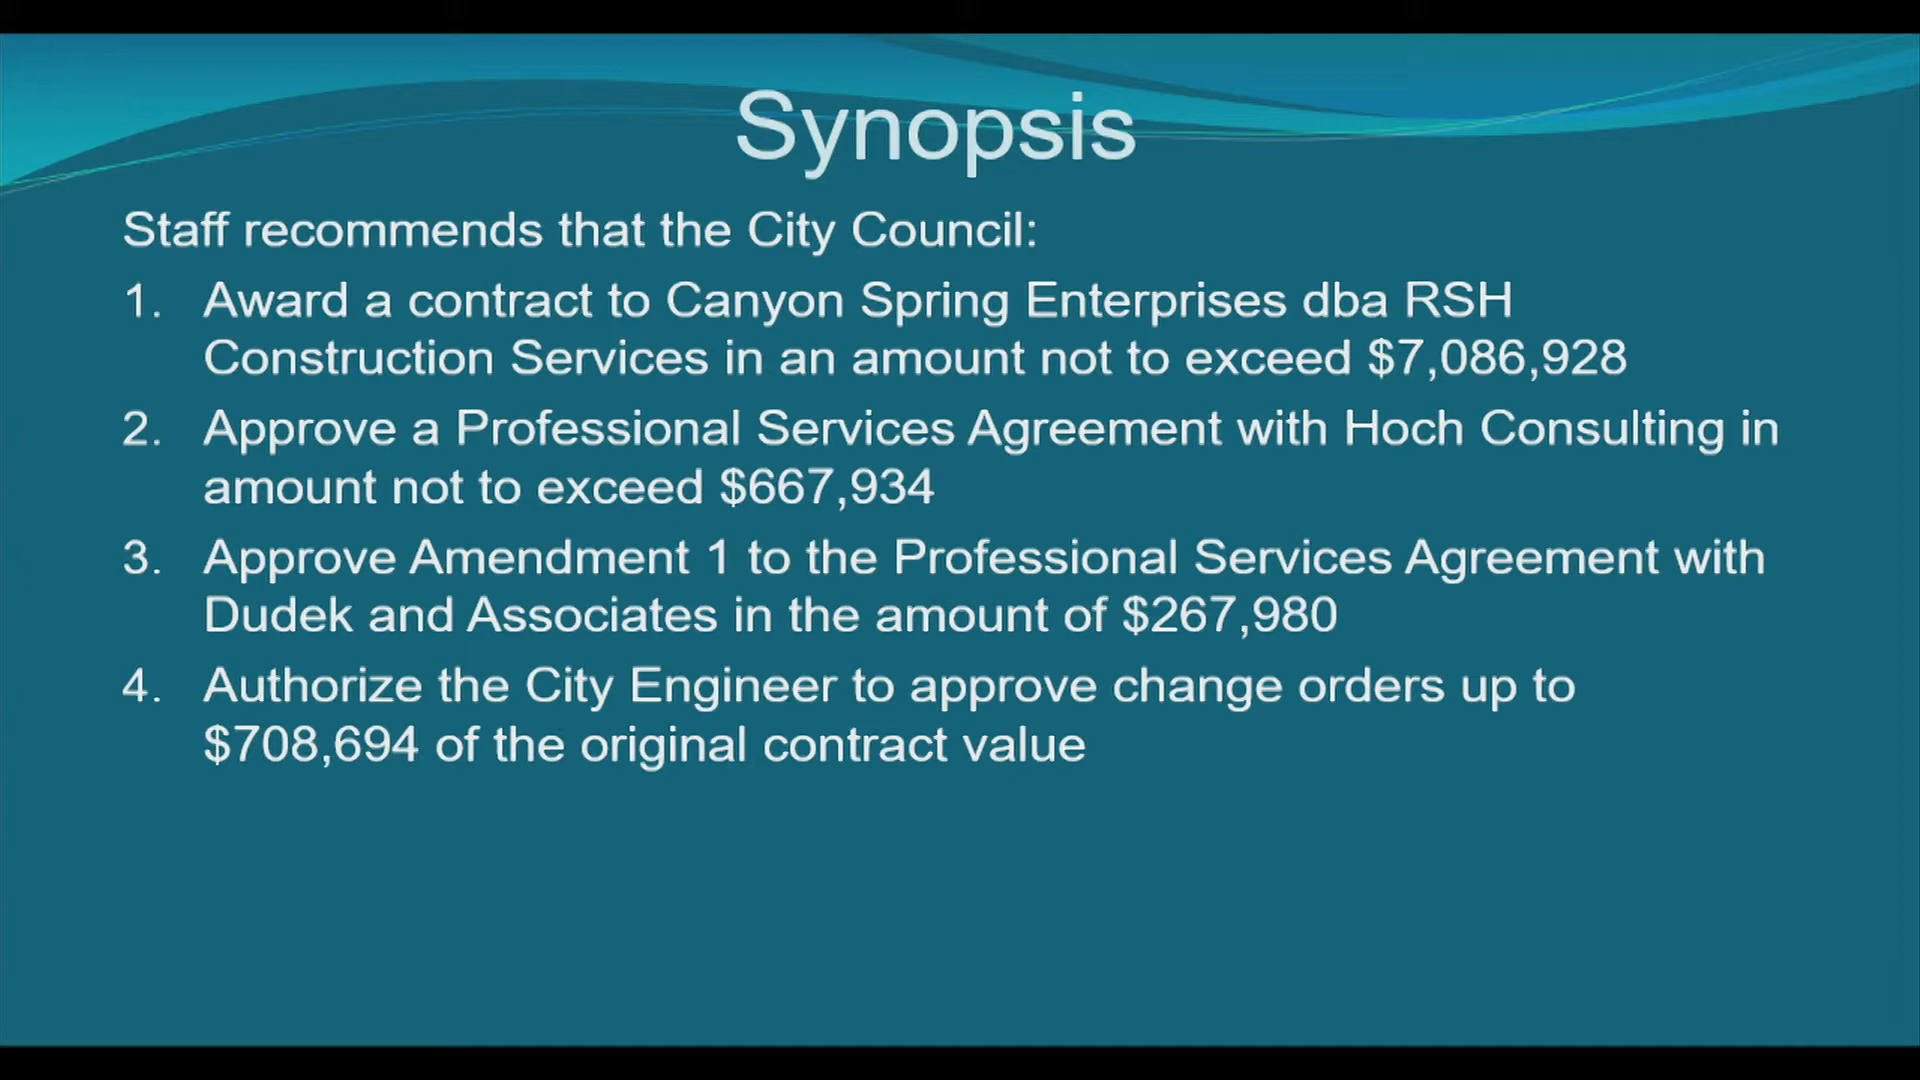 Synopsis
Staff recommends that the City Council:
1. Award a contract to Canyon Spring Enterprises dba RSH
Construction Services in an amount not to exceed $7,086,928
2. Approve a Professional Services Agreement with Hoch Consulting in
amount not to exceed $667,934
3. Approve Amendment 1 to the Professional Services Agreement with
Dudek and Associates in the amount of $267,980
4. Authorize the City Engineer to approve change orders up to
$708,694 of the original contract value